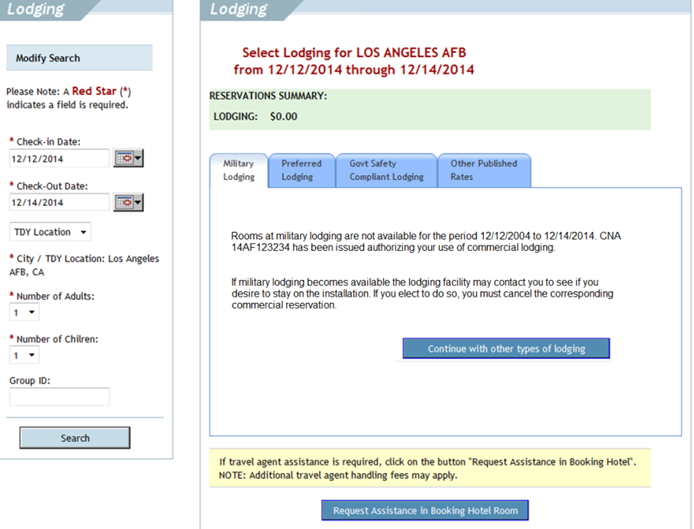 Lodging
Modify Search
Please Note: A Red Star (*)
indicates a field is required.
* Check-in Date:
12/12/2014
* Check-Out Date:
12/14/2014
TDY Location
* City / TDY Location: Los Angeles
AFB, CA
* Number of Adults:
1
* Number of Chilren:
1
Group ID:
Search
Lodging
Select Lodging for LOS ANGELES AFB
from 12/12/2014 through 12/14/2014
RESERVATIONS SUMMARY:
LODGING: $0.00
Military
Lodging
Preferred
Lodging
Govt Safety
Compliant Lodging
Other Published
Rates
Rooms at military lodging are not available for the period 12/12/2004 to 12/14/2014. CNA
14AF123234 has been issued authorizing your use of commercial lodging.
If military lodging becomes available the lodging facility may contact you to see if you
desire to stay on the installation. If you elect to do so, you must cancel the corresponding
commercial reservation.
Continue with other types of lodging
If travel agent assistance is required, click on the button "Request Assistance in Booking Hotel".
NOTE: Additional travel agent handling fees may apply.
Request Assistance in Booking Hotel Room